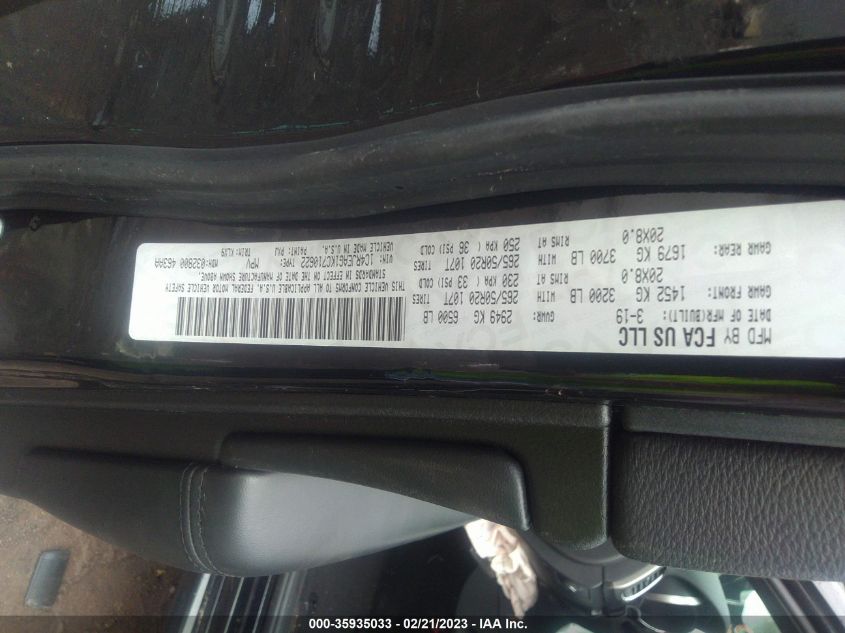 MFD BY FCA US LLC
DATE OF MFR(BUILT): 3-19 GVWR: 2949 KG 6500 LB
GAWR FRONT: 1452 KG 3200 LB WITH 265/50R20 107T TIRES
20X8.0 RIMS AT 230 KPA ( 33 PSI) COLD
GAWR REAR: 1679 KG 3700 LB WITH 265/50R20 107T TIRES
20X8.0 RIMS AT 250 KPA ( 36 PSI) COLD
THIS VEHICLE CONFORMS TO ALL APPLICABLE U.S.A. FEDERAL MOTOR VEHICLE SAFETY
STANDARDS IN EFFECT ON THE DATE OF MANUFACTURE SHOWN ABOVE.
VIN: 1C4RJEAG1KC710622 TYPE: MPV MDH: 032800 463AA
VEHICLE MADE IN U.S.A. PAINT: PXJ TRIM: KLX9
000-35935033 - 02/21/2023 - IAA Inc.